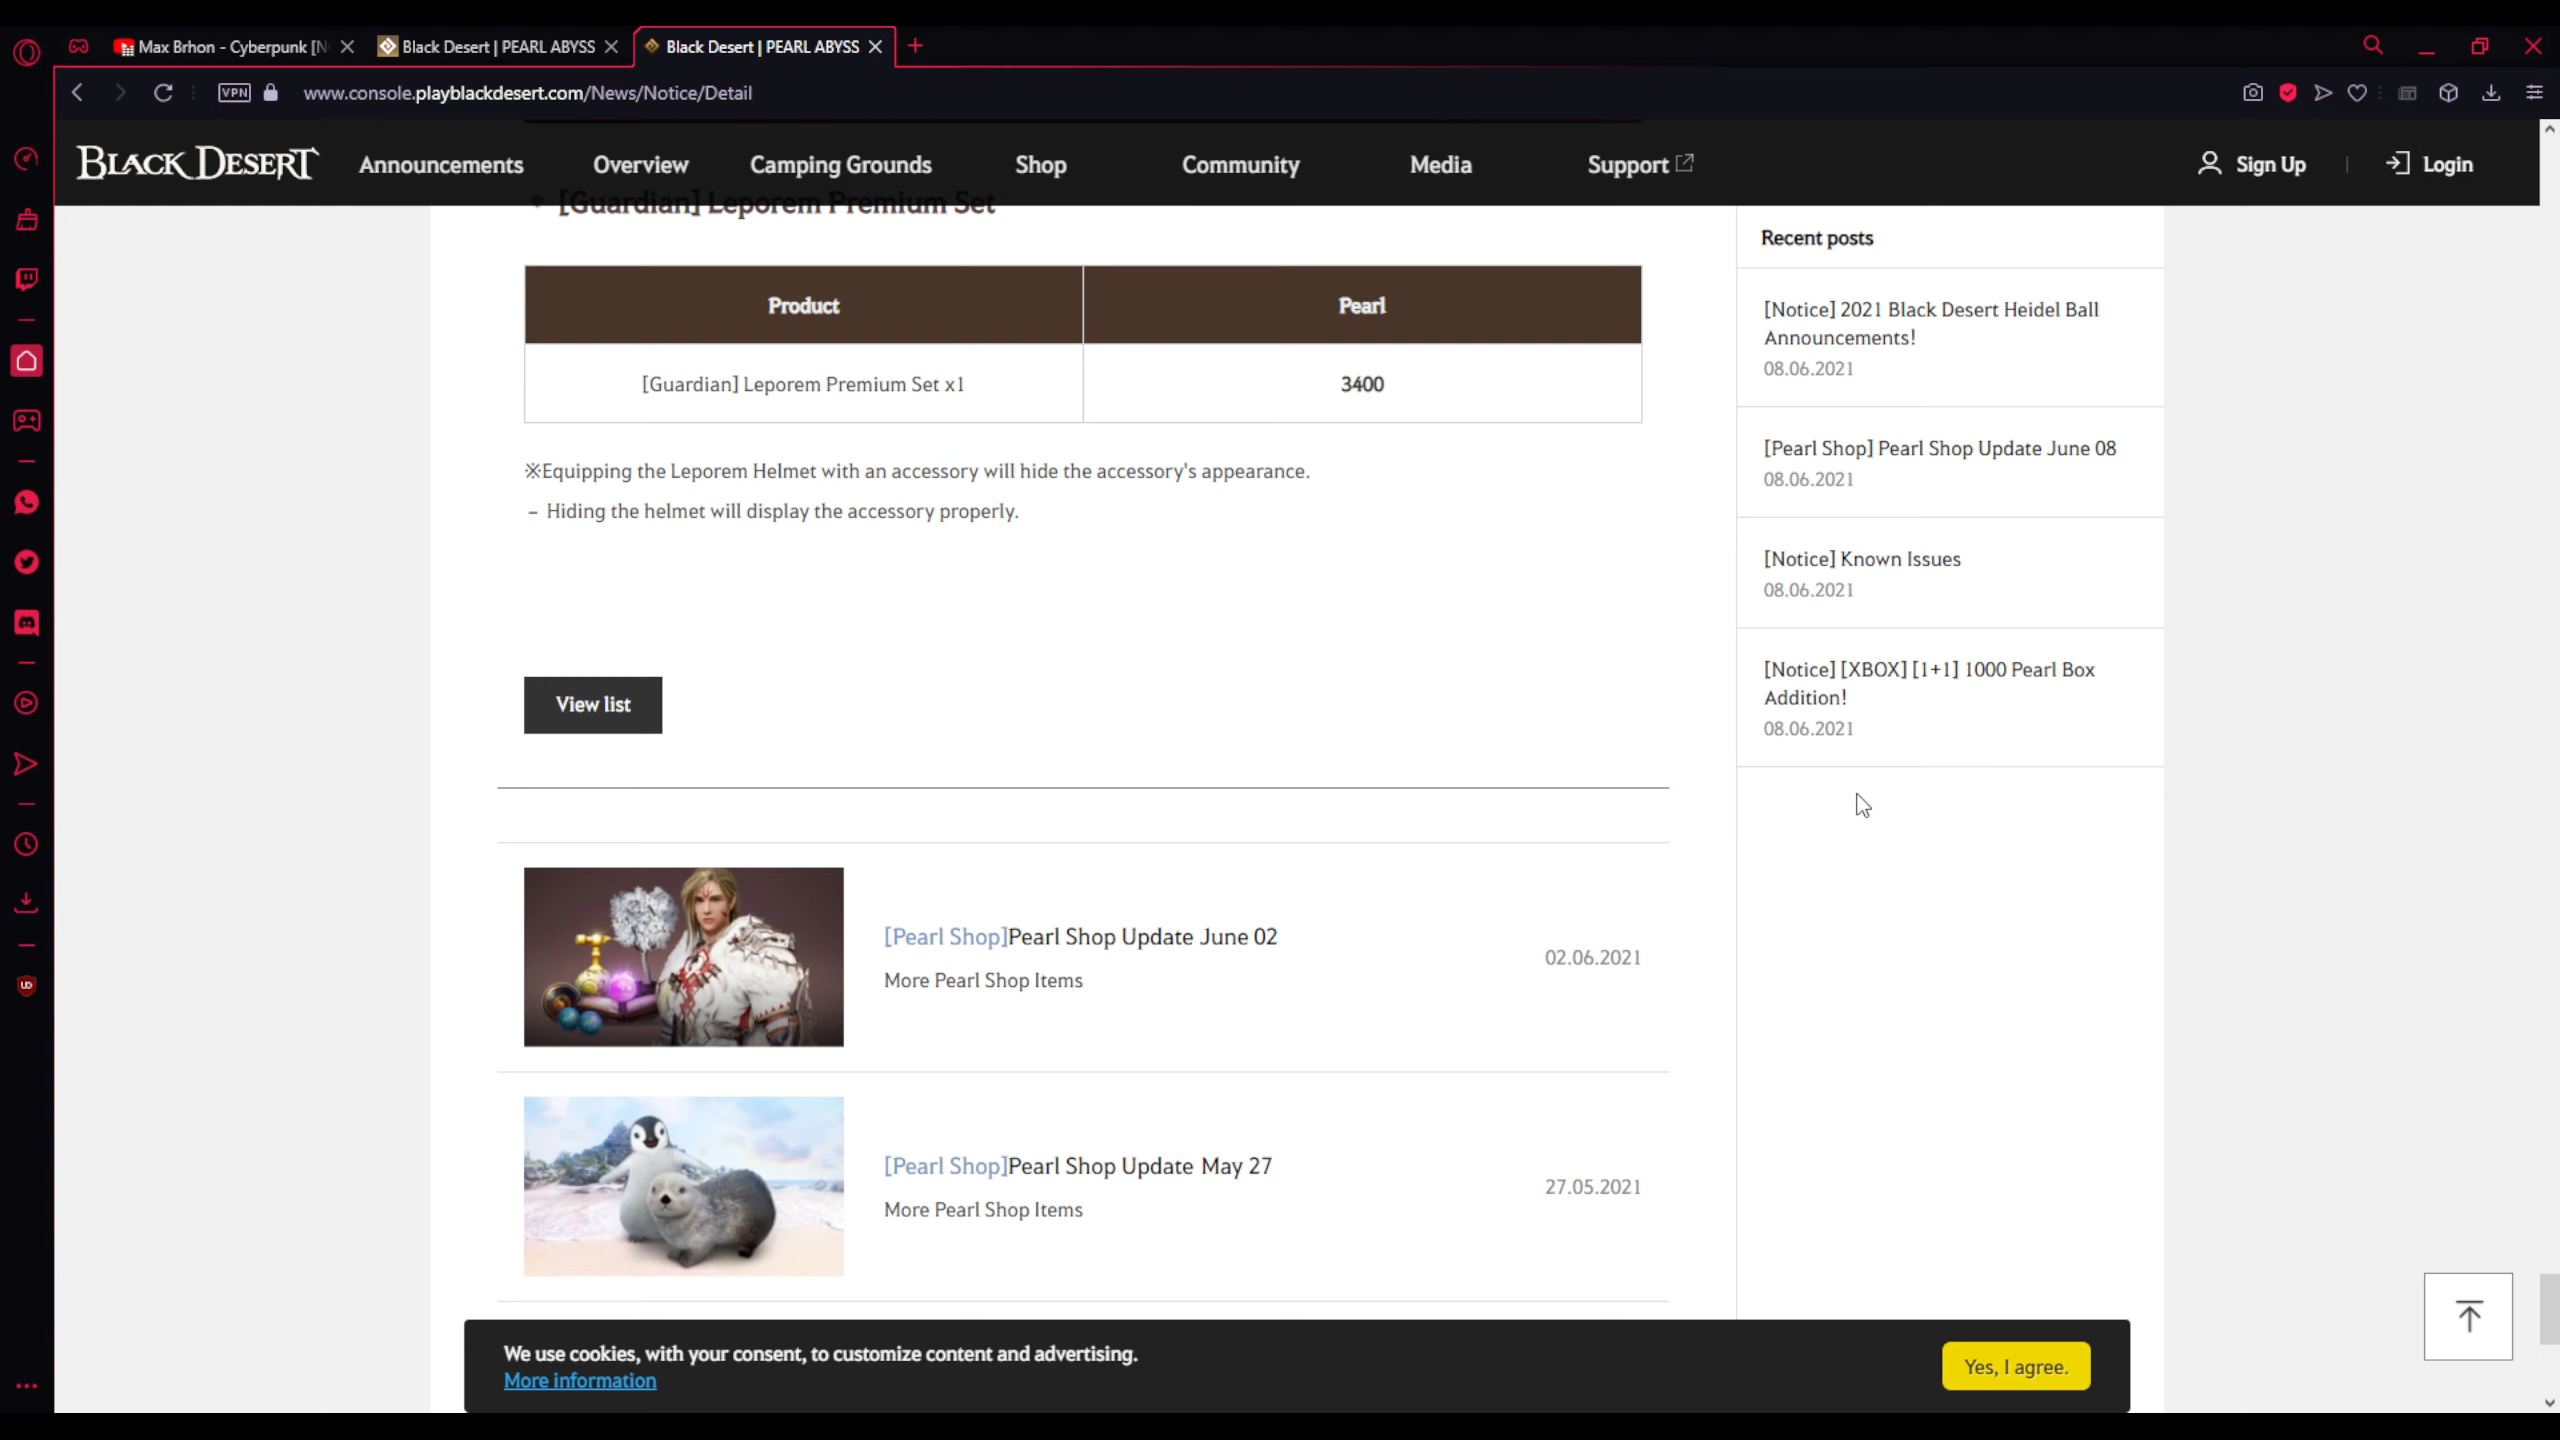 Max Brhon - Cyberpunk [N
Black Desert | PEARL ABYSS
Black Desert | PEARL ABYSS
VPN
www.console.playblackdesert.com/News/Notice/Detail
BLACK DESERT
Announcements
Overview
Camping Grounds
Shop
Community
Media
Support
Sign Up
Login
[Guardian] Leporem Premium Set
Product
Pearl
[Guardian] Leporem Premium Set x1
3400
※Equipping the Leporem Helmet with an accessory will hide the accessory's appearance.
– Hiding the helmet will display the accessory properly.
View list
[Pearl Shop]Pearl Shop Update June 02
More Pearl Shop Items
02.06.2021
[Pearl Shop]Pearl Shop Update May 27
More Pearl Shop Items
27.05.2021
Recent posts
[Notice] 2021 Black Desert Heidel Ball
Announcements!
08.06.2021
[Pearl Shop] Pearl Shop Update June 08
08.06.2021
[Notice] Known Issues
08.06.2021
[Notice] [XBOX] [1+1] 1000 Pearl Box
Addition!
08.06.2021
We use cookies, with your consent, to customize content and advertising.
More information
Yes, I agree.